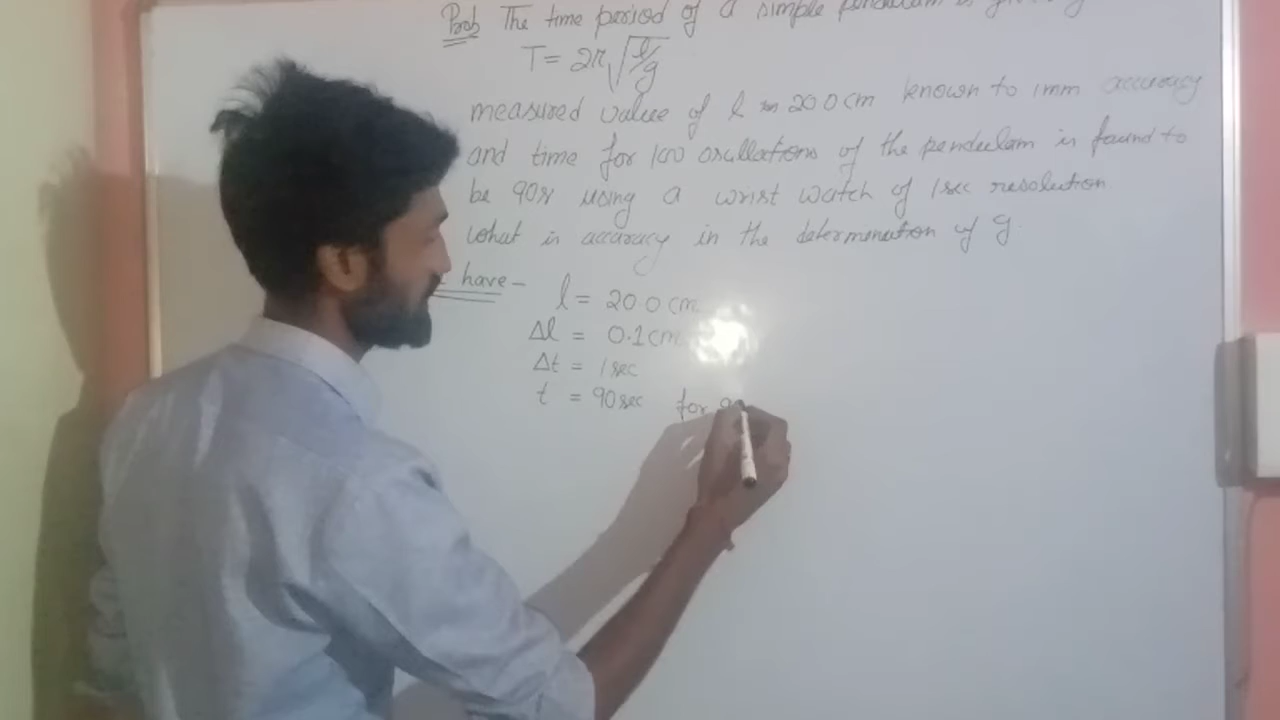 Prob The time period of a simple pendulum is given by
T = 2π√l/g
measured value of l is 20.0 cm known to 1mm accuracy
and time for 100 oscillations of the pendulam is found to
be 90s using a wrist watch of 1sec resolution
what is accuracy in the determination of g
have -
l = 20.0 cm
Δl = 0.1cm
Δt = 1sec
t = 90sec for